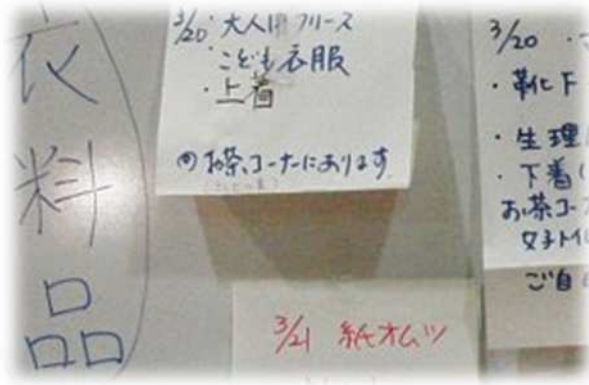 衣料品
3/20・大人用フリース
・こども衣服
・上着
お茶コーナーにあります
3/20
・靴下
・生理
・下着
お茶コー
女子トイ
ご自
3/21 紙オムツ